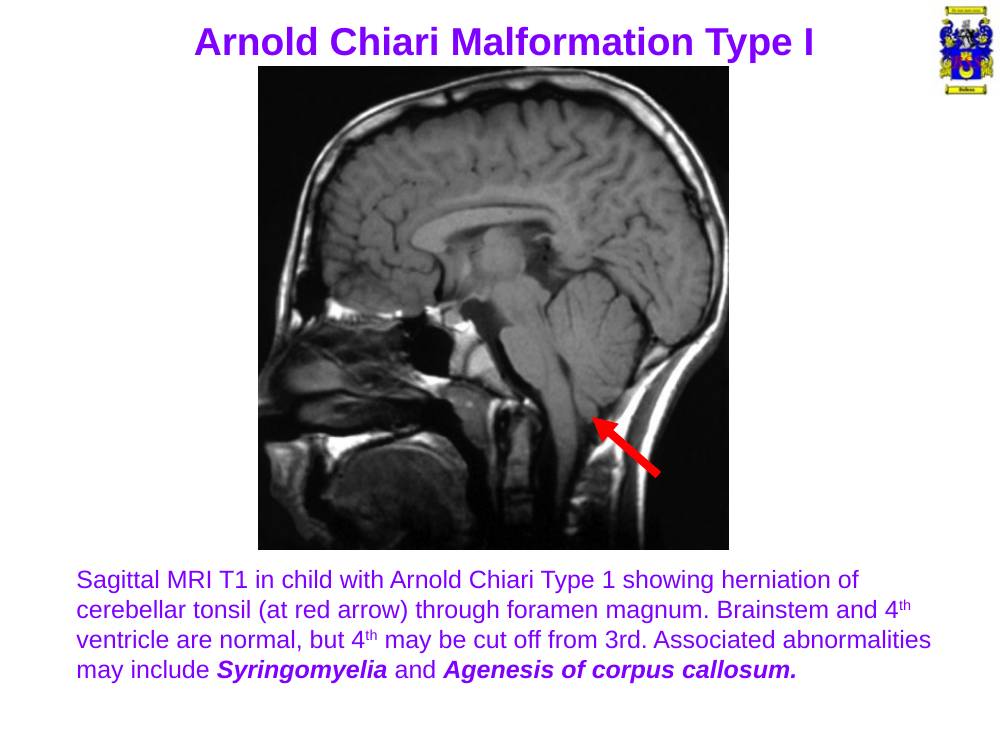 Arnold Chiari Malformation Type I
Sagittal MRI T1 in child with Arnold Chiari Type 1 showing herniation of
cerebellar tonsil (at red arrow) through foramen magnum. Brainstem and 4th
ventricle are normal, but 4th may be cut off from 3rd. Associated abnormalities
may include Syringomyelia and Agenesis of corpus callosum.